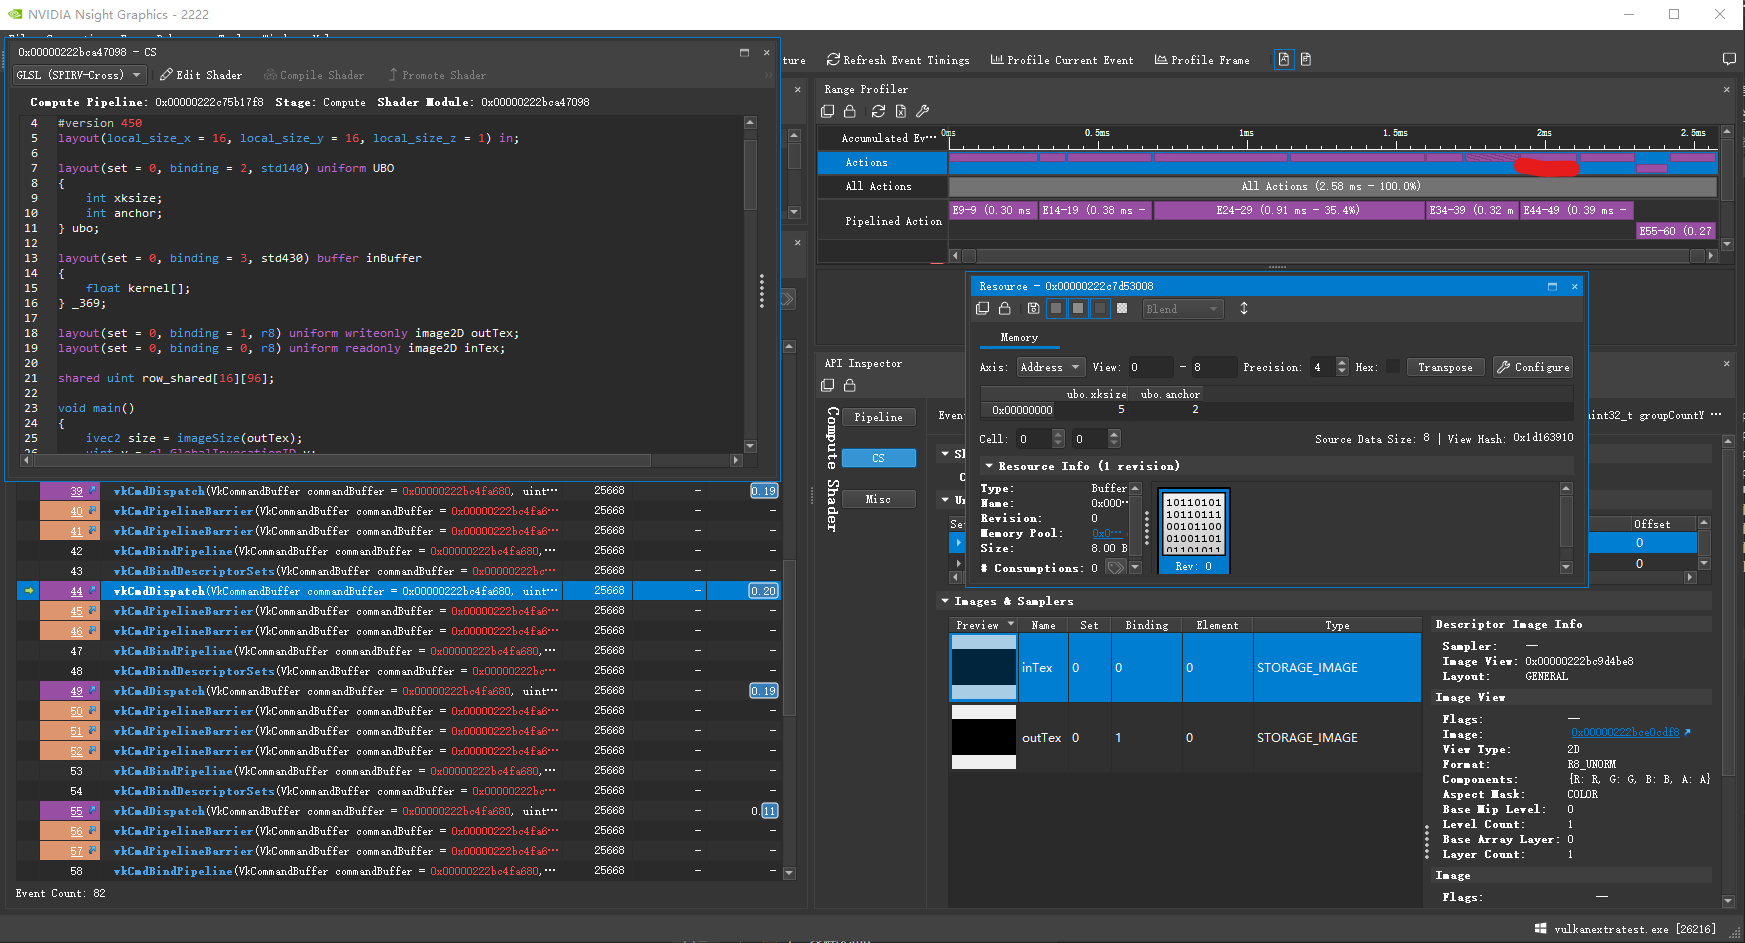 NVIDIA Nsight Graphics - 2222
0x00000222bca47098 - CS
GLSL (SPIRV-Cross)
Edit Shader
Compile Shader
Promote Shader
Compute Pipeline: 0x00000222c75b17f8 Stage: Compute Shader Module: 0x00000222bca47098
4 #version 450
5 layout(local_size_x = 16, local_size_y = 16, local_size_z = 1) in;
6
7 layout(set = 0, binding = 2, std140) uniform UBO
8 {
9 int xksize;
10 int anchor;
11 } ubo;
12
13 layout(set = 0, binding = 3, std430) buffer inBuffer
14 {
15 float kernel[];
16 } _369;
17
18 layout(set = 0, binding = 1, r8) uniform writeonly image2D outTex;
19 layout(set = 0, binding = 0, r8) uniform readonly image2D inTex;
20
21 shared uint row_shared[16][96];
22
23 void main()
24 {
25 ivec2 size = imageSize(outTex);
39 vkCmdDispatch(VkCommandBuffer commandBuffer = 0x00000222bc4fa680, uint··· 25668 - 0.19
40 vkCmdPipelineBarrier(VkCommandBuffer commandBuffer = 0x00000222bc4fa6··· 25668 - -
41 vkCmdPipelineBarrier(VkCommandBuffer commandBuffer = 0x00000222bc4fa6··· 25668 - -
42 vkCmdBindPipeline(VkCommandBuffer commandBuffer = 0x00000222bc4fa680,··· 25668 - -
43 vkCmdBindDescriptorSets(VkCommandBuffer commandBuffer = 0x00000222bc··· 25668 - -
44 vkCmdDispatch(VkCommandBuffer commandBuffer = 0x00000222bc4fa680, uint··· 25668 - 0.20
45 vkCmdPipelineBarrier(VkCommandBuffer commandBuffer = 0x00000222bc4fa6··· 25668 - -
46 vkCmdPipelineBarrier(VkCommandBuffer commandBuffer = 0x00000222bc4fa6··· 25668 - -
47 vkCmdBindPipeline(VkCommandBuffer commandBuffer = 0x00000222bc4fa680,··· 25668 - -
48 vkCmdBindDescriptorSets(VkCommandBuffer commandBuffer = 0x00000222bc··· 25668 - -
49 vkCmdDispatch(VkCommandBuffer commandBuffer = 0x00000222bc4fa680, uint··· 25668 - 0.19
50 vkCmdPipelineBarrier(VkCommandBuffer commandBuffer = 0x00000222bc4fa6··· 25668 - -
51 vkCmdPipelineBarrier(VkCommandBuffer commandBuffer = 0x00000222bc4fa6··· 25668 - -
52 vkCmdPipelineBarrier(VkCommandBuffer commandBuffer = 0x00000222bc4fa6··· 25668 - -
53 vkCmdBindPipeline(VkCommandBuffer commandBuffer = 0x00000222bc4fa680,··· 25668 - -
54 vkCmdBindDescriptorSets(VkCommandBuffer commandBuffer = 0x00000222bc··· 25668 - -
55 vkCmdDispatch(VkCommandBuffer commandBuffer = 0x00000222bc4fa680, uint··· 25668 - 0.11
56 vkCmdPipelineBarrier(VkCommandBuffer commandBuffer = 0x00000222bc4fa6··· 25668 - -
57 vkCmdPipelineBarrier(VkCommandBuffer commandBuffer = 0x00000222bc4fa6··· 25668 - -
58 vkCmdBindPipeline(VkCommandBuffer commandBuffer = 0x00000222bc4fa680,··· 25668 - -
Event Count: 82
ture Refresh Event Timings Profile Current Event Profile Frame
Range Profiler
Accumulated Ev··· 0ms 0.5ms 1ms 1.5ms 2ms 2.5ms
Actions
All Actions All Actions (2.58 ms - 100.0%)
Pipelined Action E9-9 (0.30 ms E14-19 (0.38 ms - E24-29 (0.91 ms - 35.4%) E34-39 (0.32 m E44-49 (0.39 ms -
E55-60 (0.27
API Inspector
Compute Shader
Pipeline
CS
Misc
Event
int32_t groupCountY ···
Resource - 0x00000222c7d53008
Blend
Memory
Axis: Address View: 0 - 8 Precision: 4 Hex: Transpose Configure
ubo.xksize ubo.anchor
0x00000000 5 2
Cell: 0 0 Source Data Size: 8 | View Hash: 0x1d163910
Resource Info (1 revision)
Type: Buffer
Name: 0x000···
Revision: 0
Memory Pool: 0x0···
Size: 8.00 B
# Consumptions: 0
10110101
10110111
00101100
01001101
01101011
Rev: 0
Offset
0
0
Images & Samplers
Preview Name Set Binding Element Type
inTex 0 0 0 STORAGE_IMAGE
outTex 0 1 0 STORAGE_IMAGE
Descriptor Image Info
Sampler: —
Image View: 0x00000222bc9d4be8
Layout: GENERAL
Image View
Flags: —
Image: 0x00000222bce0cdf8
View Type: 2D
Format: R8_UNORM
Components: {R: R, G: G, B: B, A: A}
Aspect Mask: COLOR
Base Mip Level: 0
Level Count: 1
Base Array Layer: 0
Layer Count: 1
Image
Flags: —
vulkanextratest.exe [26216]